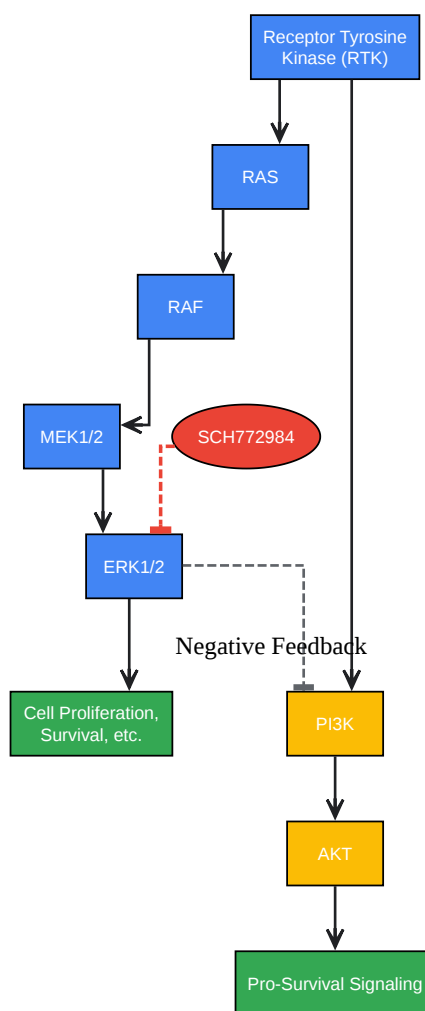 Receptor Tyrosine
Kinase (RTK)
RAS
RAF
MEK1/2
SCH772984
ERK1/2
Negative Feedback
Cell Proliferation,
Survival, etc.
PI3K
AKT
Pro-Survival Signaling